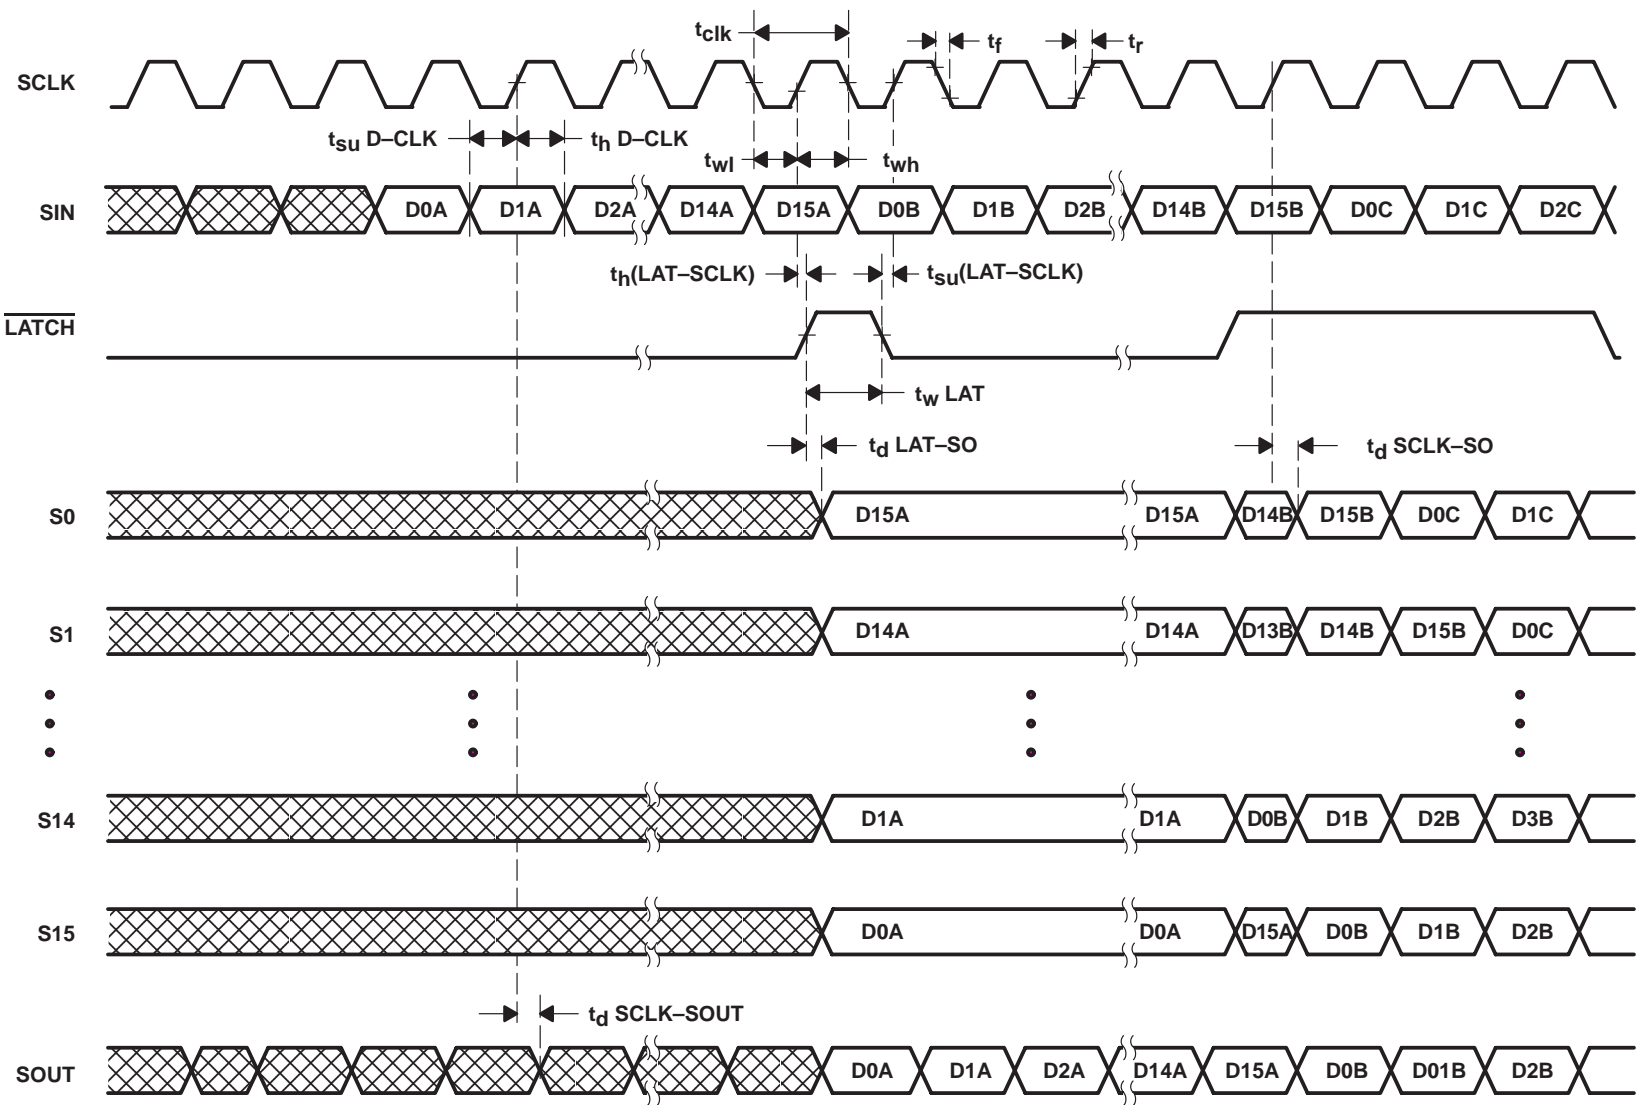 tclk
tf
tr
SCLK
tsu D–CLK
th D–CLK
twl
twh
SIN
D0A D1A D2A D14A D15A D0B D1B D2B D14B D15B D0C D1C D2C
th(LAT–SCLK)
tsu(LAT–SCLK)
LATCH
tw LAT
td LAT–SO
td SCLK–SO
S0
D15A D15A D14B D15B D0C D1C
S1
D14A D14A D13B D14B D15B D0C
S14
D1A D1A D0B D1B D2B D3B
S15
D0A D0A D15A D0B D1B D2B
td SCLK–SOUT
SOUT
D0A D1A D2A D14A D15A D0B D01B D2B